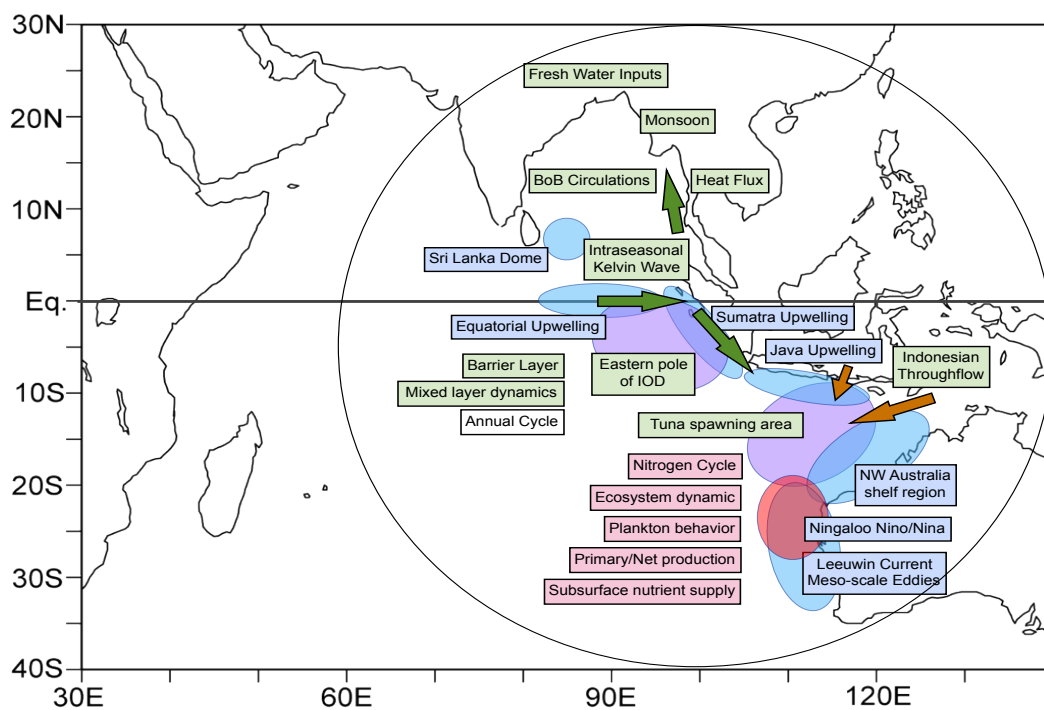 30N
20N
10N
Eq.
10S
20S
30S
40S
30E
60E
90E
120E
Fresh Water Inputs
Monsoon
BoB Circulations
Heat Flux
Sri Lanka Dome
Intraseasonal
Kelvin Wave
Equatorial Upwelling
Sumatra Upwelling
Java Upwelling
Indonesian
Throughflow
Barrier Layer
Eastern pole
of IOD
Mixed layer dynamics
Annual Cycle
Tuna spawning area
Nitrogen Cycle
NW Australia
shelf region
Ecosystem dynamic
Plankton behavior
Ningaloo Nino/Nina
Primary/Net production
Leeuwin Current
Meso-scale Eddies
Subsurface nutrient supply